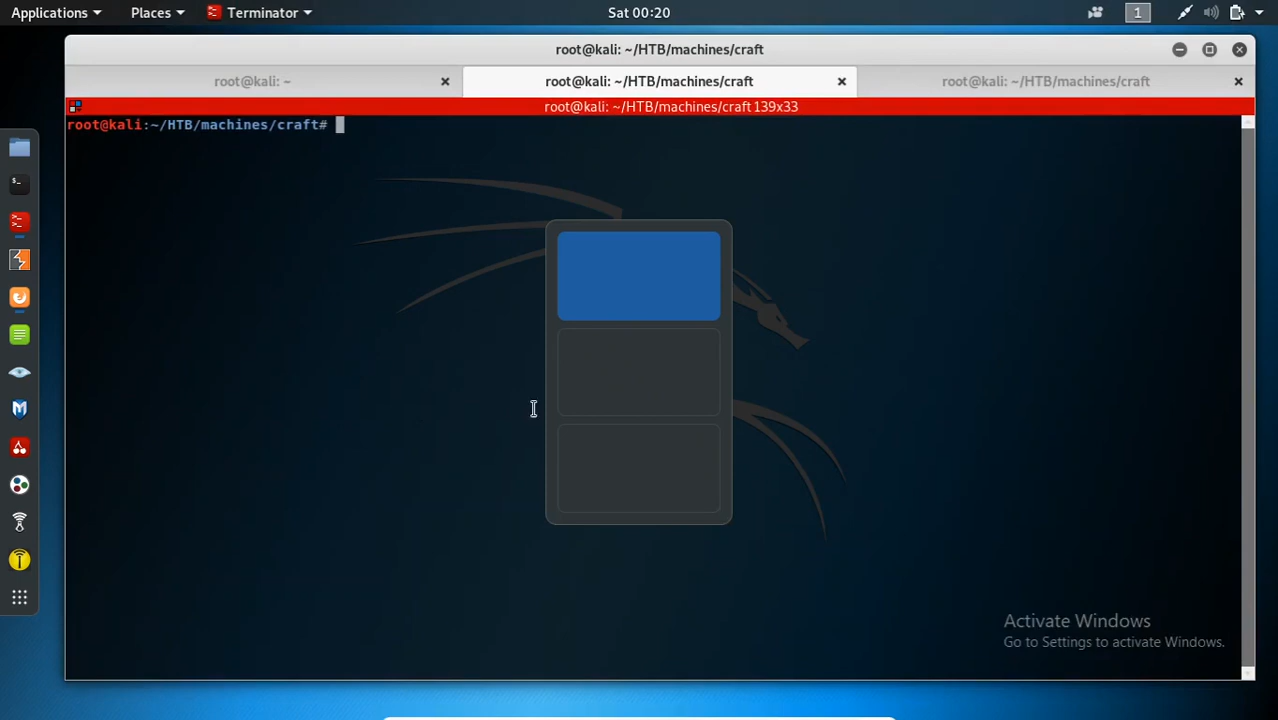 Applications Places Terminator Sat 00:20 1
root@kali: ~/HTB/machines/craft
root@kali: ~ root@kali: ~/HTB/machines/craft root@kali: ~/HTB/machines/craft
root@kali: ~/HTB/machines/craft 139x33
root@kali:~/HTB/machines/craft#
Activate Windows
Go to Settings to activate Windows.